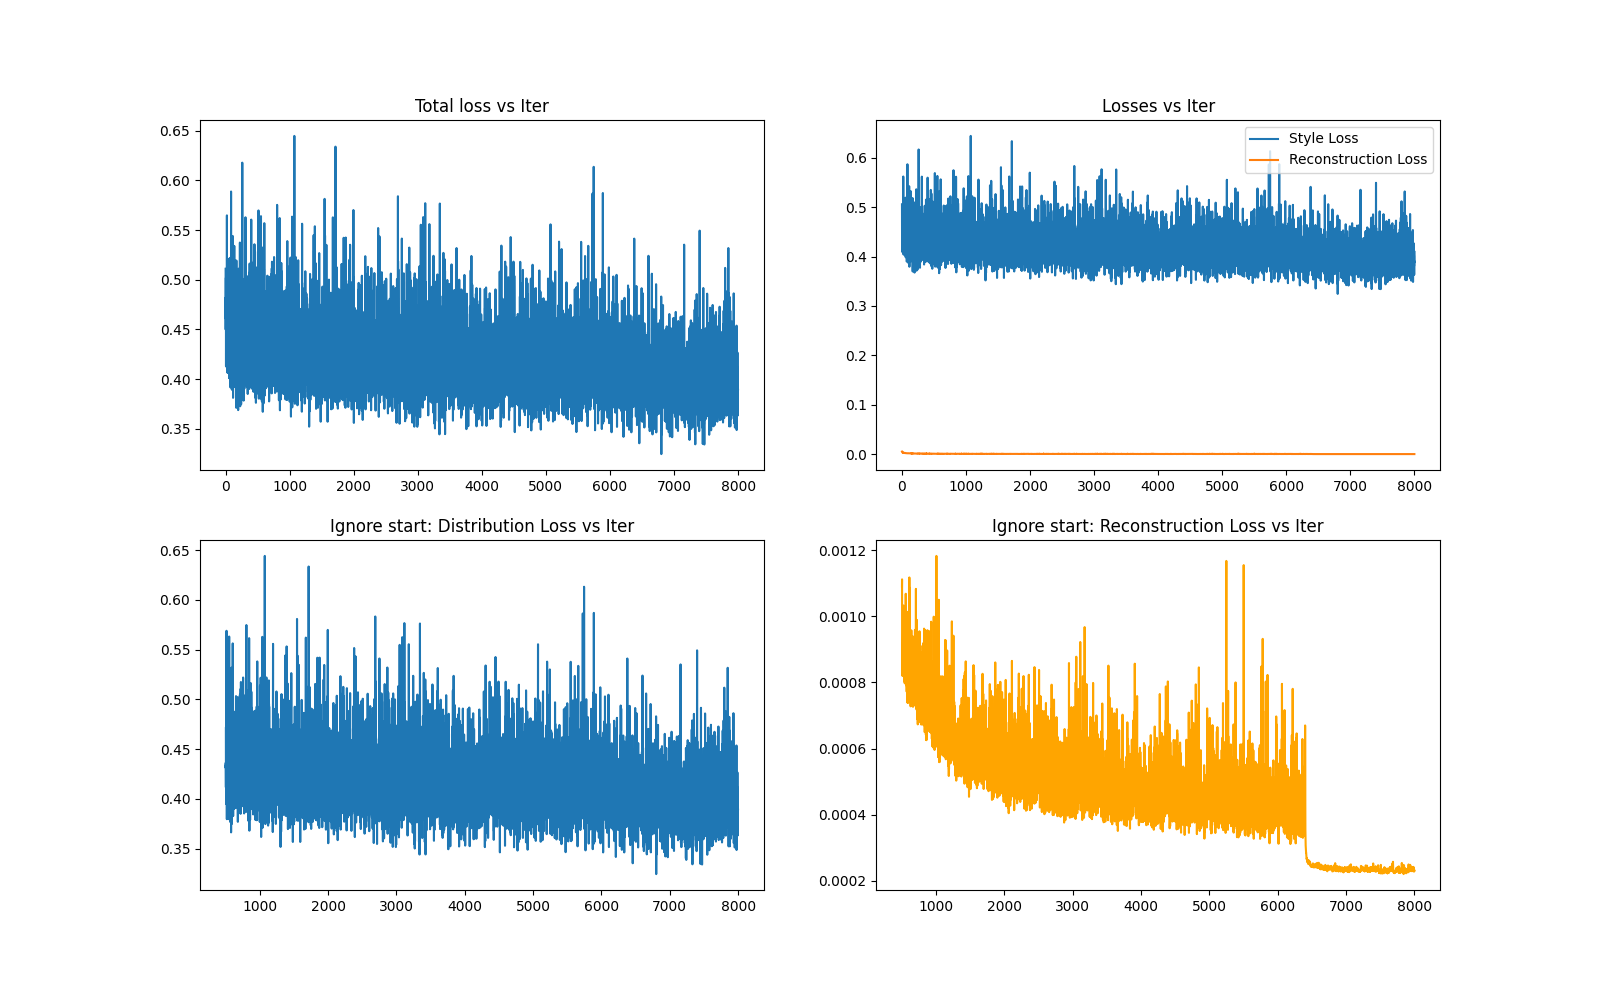 Total loss vs Iter
0.65
0.60
0.55
0.50
0.45
0.40
0.35
0 1000 2000 3000 4000 5000 6000 7000 8000
Losses vs Iter
Style Loss
Reconstruction Loss
0.6
0.5
0.4
0.3
0.2
0.1
0.0
0 1000 2000 3000 4000 5000 6000 7000 8000
Ignore start: Distribution Loss vs Iter
0.65
0.60
0.55
0.50
0.45
0.40
0.35
1000 2000 3000 4000 5000 6000 7000 8000
Ignore start: Reconstruction Loss vs Iter
0.0012
0.0010
0.0008
0.0006
0.0004
0.0002
1000 2000 3000 4000 5000 6000 7000 8000